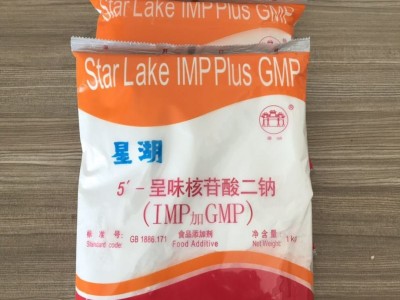 Star Lake IMP Plus GMP
Star Lake IMP Plus GMP
星湖
5′-呈味核苷酸二钠
(IMP加GMP)
标准号: GB 1886.171 食品添加剂 净含量: 1 KG
Standard code: Food Additive Net Weight: